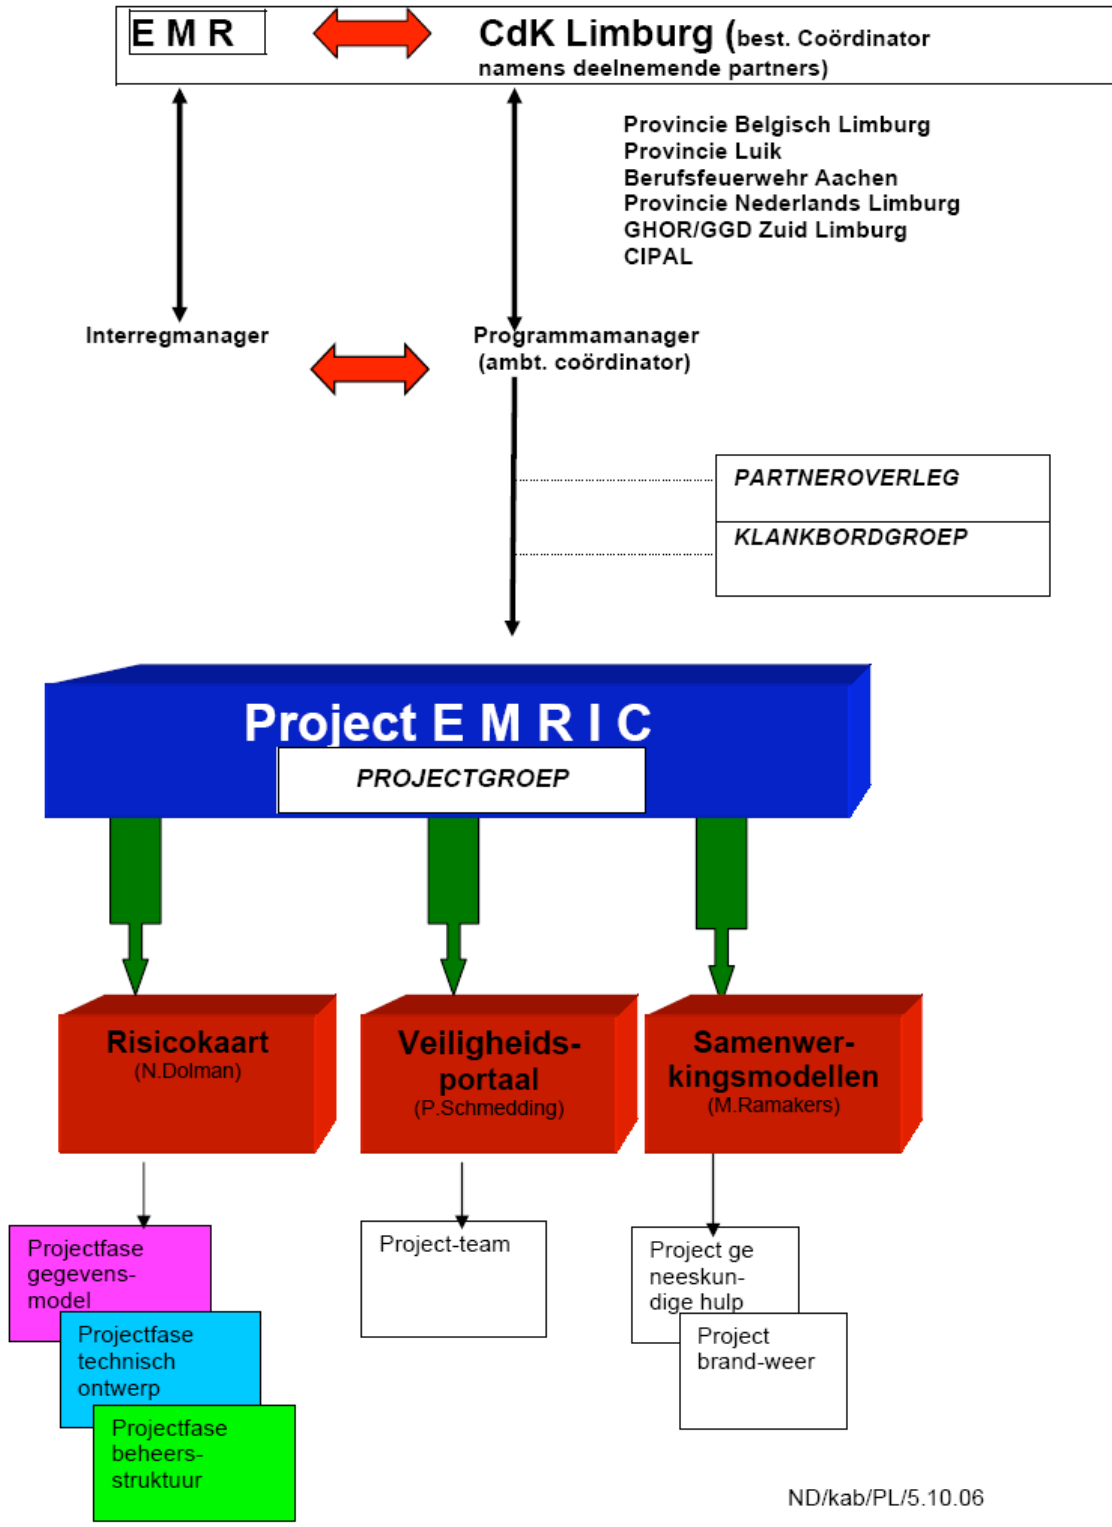 E M R
CdK Limburg (best. Coördinator
namens deelnemende partners)
Provincie Belgisch Limburg
Provincie Luik
Berufsfeuerwehr Aachen
Provincie Nederlands Limburg
GHOR/GGD Zuid Limburg
CIPAL
Interregmanager
Programmamanager
(ambt. coördinator)
PARTNEROVERLEG
KLANKBORDGROEP
Project E M R I C
PROJECTGROEP
Risicokaart
(N.Dolman)
Veiligheids-
portaal
(P.Schmedding)
Samenwer-
kingsmodellen
(M.Ramakers)
Projectfase
gegevens-
model
Projectfase
technisch
ontwerp
Projectfase
beheers-
struktuur
Project-team
Project ge
neeskun-
dige hulp
Project
brand-weer
ND/kab/PL/5.10.06